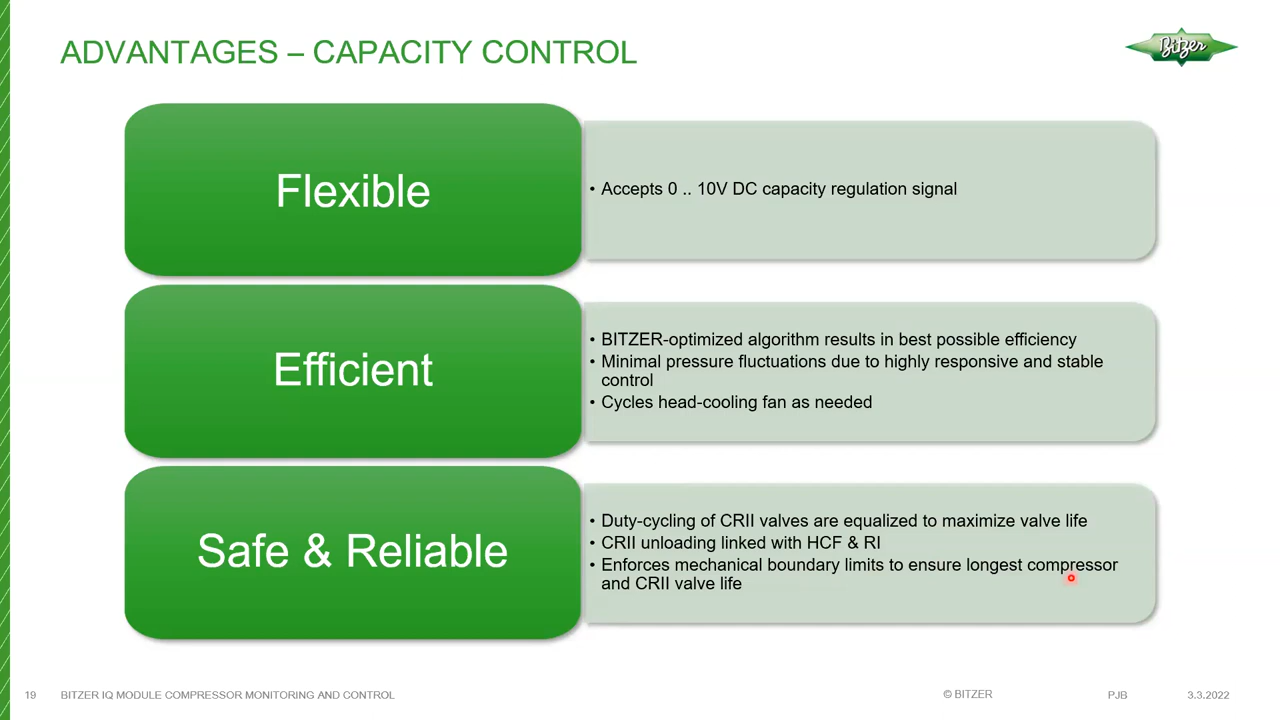 ADVANTAGES – CAPACITY CONTROL
Bitzer
Flexible
• Accepts 0 .. 10V DC capacity regulation signal
Efficient
• BITZER-optimized algorithm results in best possible efficiency
• Minimal pressure fluctuations due to highly responsive and stable
control
• Cycles head-cooling fan as needed
Safe & Reliable
• Duty-cycling of CRII valves are equalized to maximize valve life
• CRII unloading linked with HCF & RI
• Enforces mechanical boundary limits to ensure longest compressor
and CRII valve life
19 BITZER IQ MODULE COMPRESSOR MONITORING AND CONTROL © BITZER PJB 3.3.2022